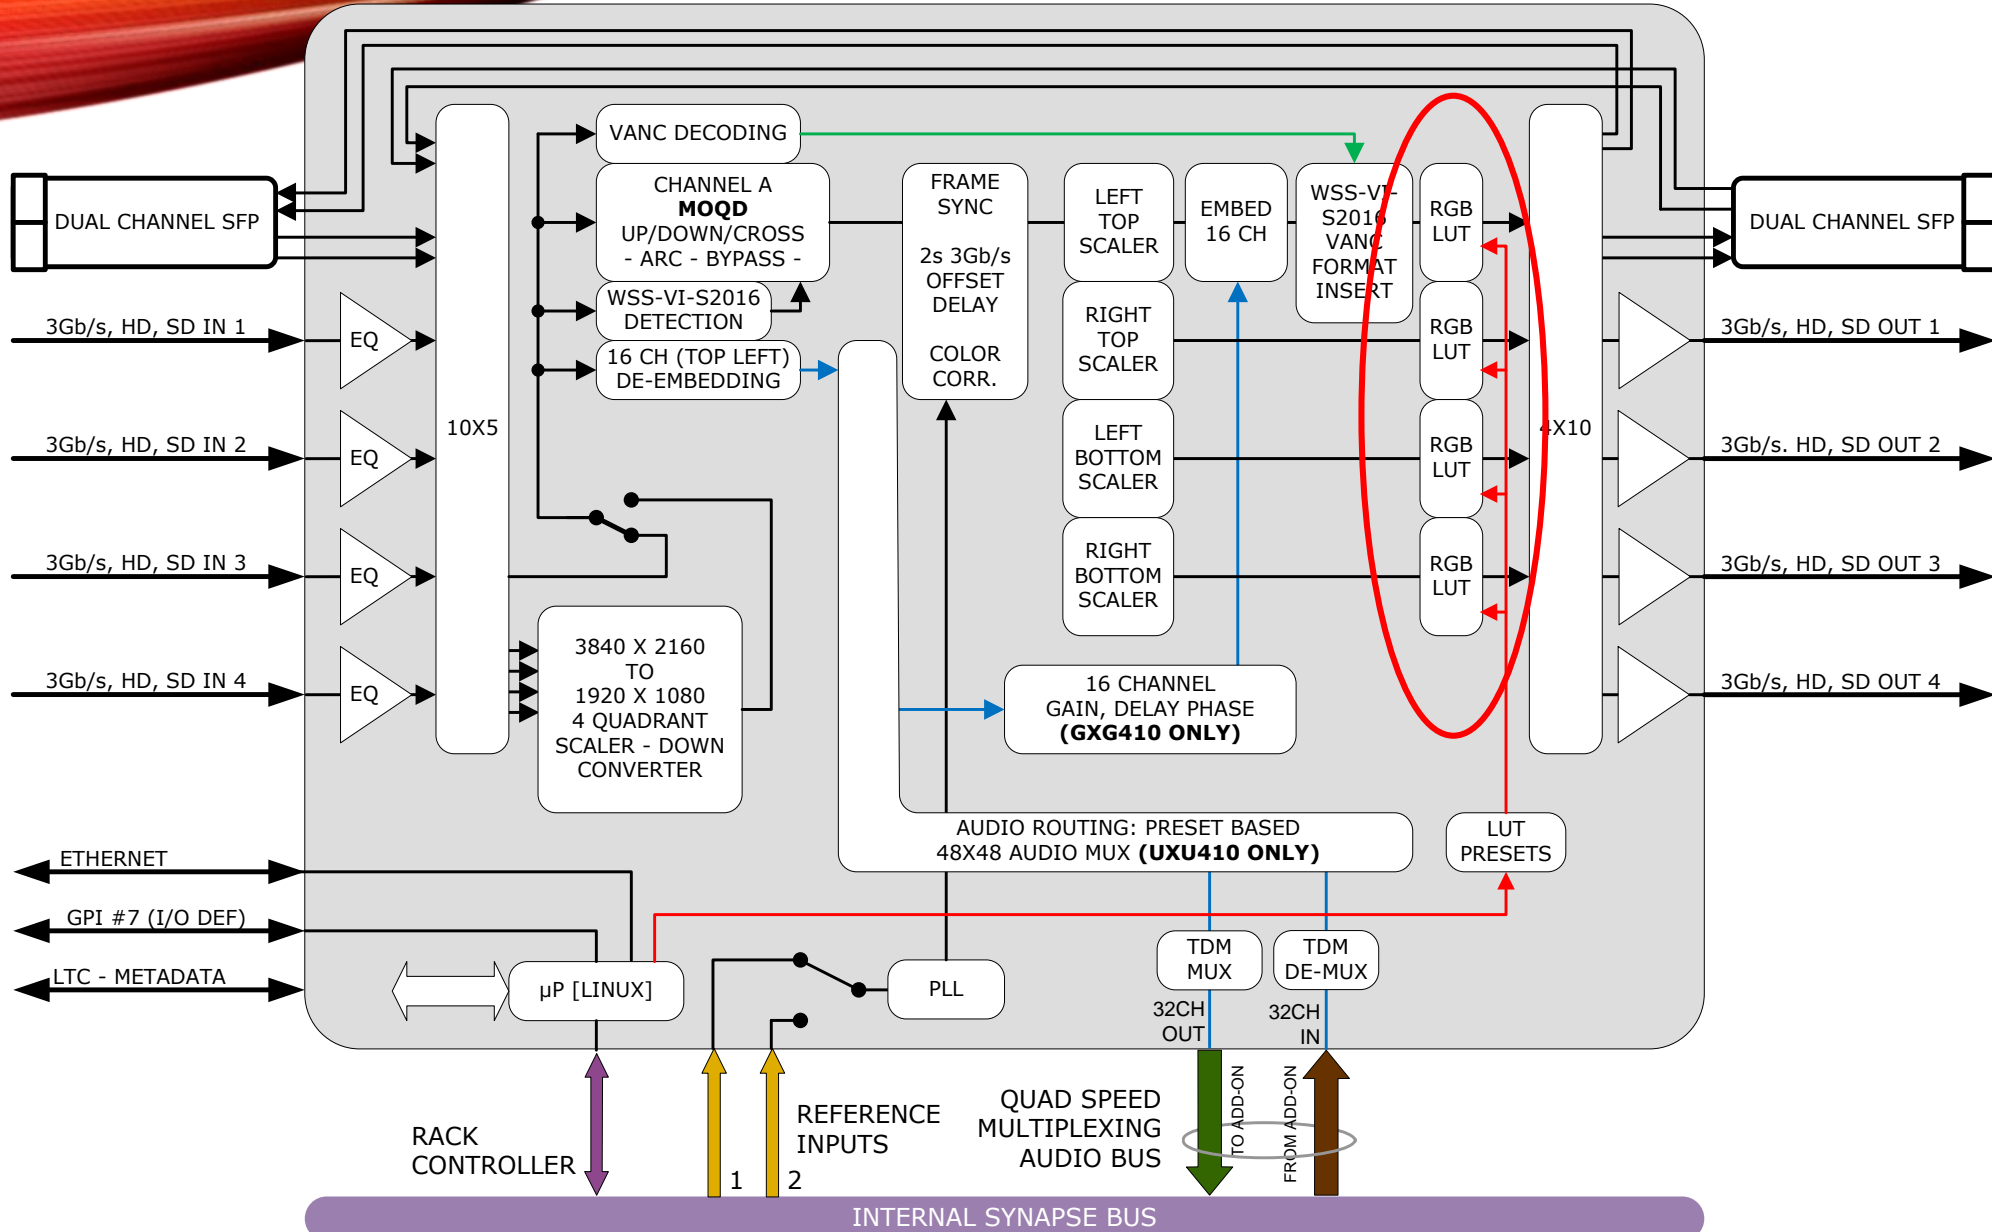 DUAL CHANNEL SFP
3Gb/s, HD, SD IN 1
3Gb/s, HD, SD IN 2
3Gb/s, HD, SD IN 3
3Gb/s, HD, SD IN 4
ETHERNET
GPI #7 (I/O DEF)
LTC - METADATA
EQ
EQ
EQ
EQ
10X5
VANC DECODING
CHANNEL A
MOQD
UP/DOWN/CROSS
- ARC - BYPASS -
WSS-VI-S2016
DETECTION
16 CH (TOP LEFT)
DE-EMBEDDING
3840 X 2160
TO
1920 X 1080
4 QUADRANT
SCALER - DOWN
CONVERTER
FRAME
SYNC
2s 3Gb/s
OFFSET
DELAY
COLOR
CORR.
LEFT
TOP
SCALER
RIGHT
TOP
SCALER
LEFT
BOTTOM
SCALER
RIGHT
BOTTOM
SCALER
EMBED
16 CH
WSS-VI-
S2016
VANC
FORMAT
INSERT
RGB
LUT
RGB
LUT
RGB
LUT
RGB
LUT
4X10
16 CHANNEL
GAIN, DELAY PHASE
(GXG410 ONLY)
AUDIO ROUTING: PRESET BASED
48X48 AUDIO MUX (UXU410 ONLY)
LUT
PRESETS
µP [LINUX]
PLL
TDM
MUX
TDM
DE-MUX
32CH
OUT
32CH
IN
DUAL CHANNEL SFP
3Gb/s, HD, SD OUT 1
3Gb/s. HD, SD OUT 2
3Gb/s, HD, SD OUT 3
3Gb/s, HD, SD OUT 4
RACK
CONTROLLER
1
2
REFERENCE
INPUTS
QUAD SPEED
MULTIPLEXING
AUDIO BUS
TO ADD-ON
FROM ADD-ON
INTERNAL SYNAPSE BUS